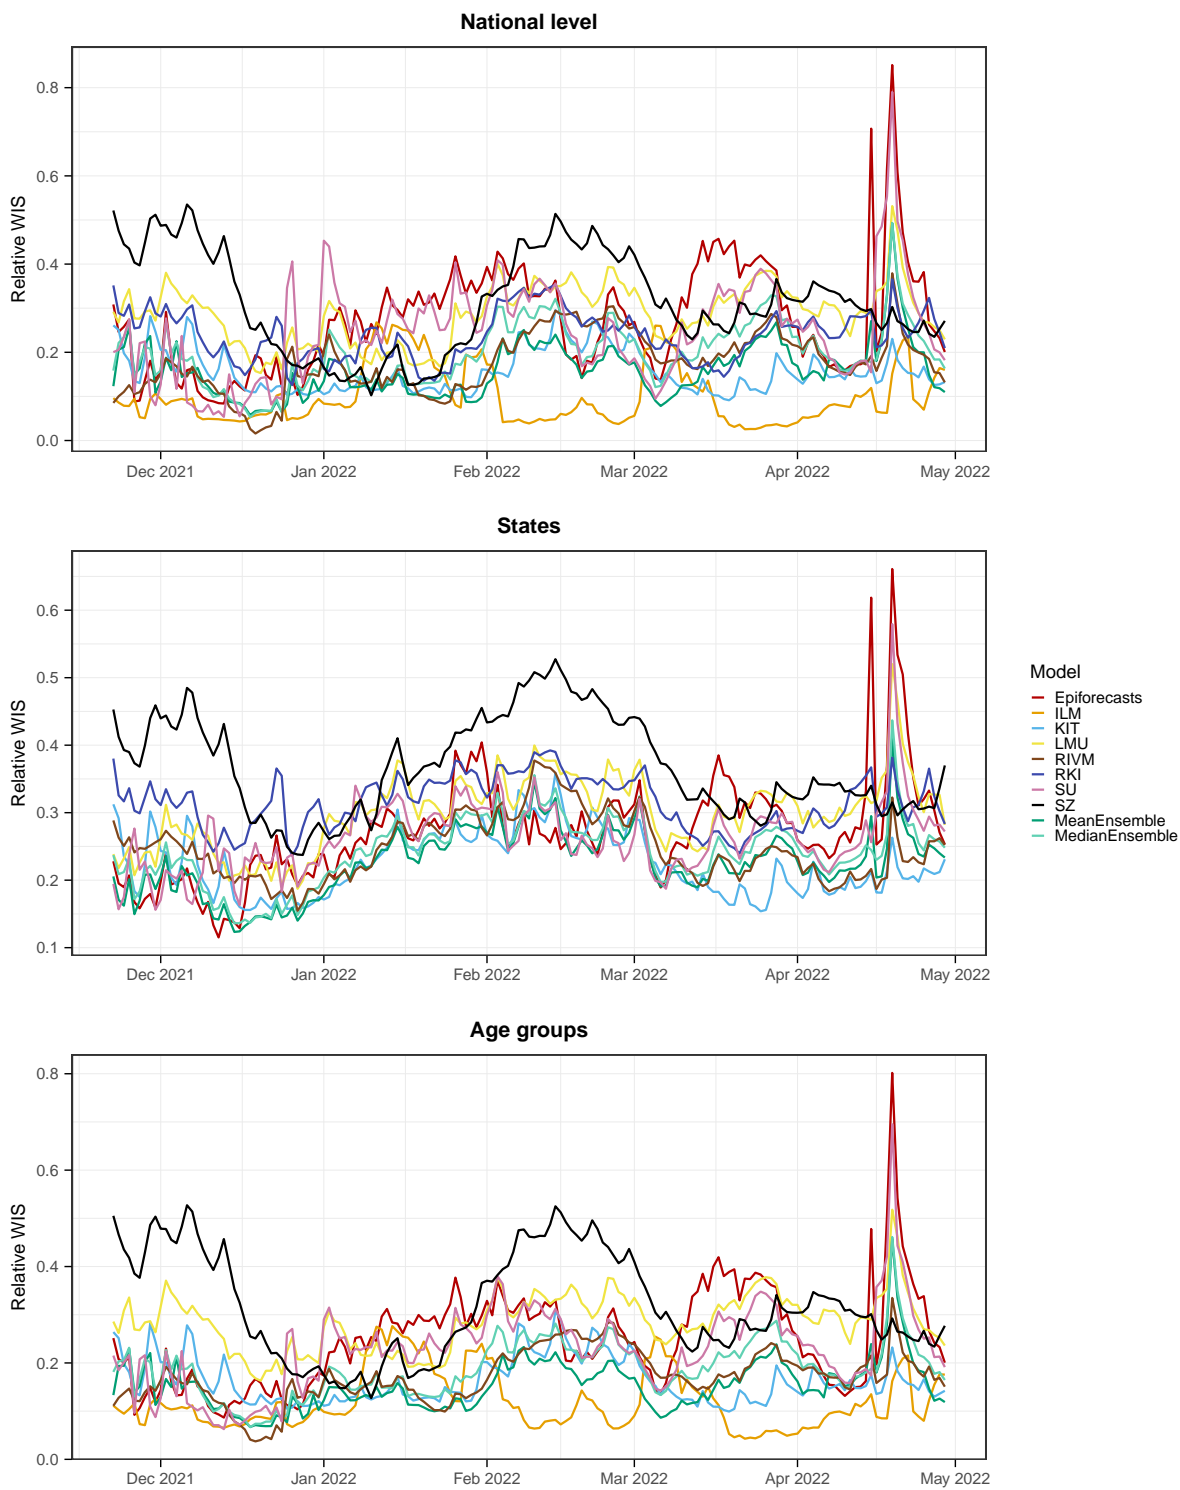 National level
Relative WIS
0.8
0.6
0.4
0.2
0.0
Dec 2021 Jan 2022 Feb 2022 Mar 2022 Apr 2022 May 2022
States
0.6
0.5
0.4
0.3
0.2
0.1
Dec 2021 Jan 2022 Feb 2022 Mar 2022 Apr 2022 May 2022
Model
Epiforecasts
ILM
KIT
LMU
RIVM
RKI
SU
SZ
MeanEnsemble
MedianEnsemble
Age groups
Relative WIS
0.8
0.6
0.4
0.2
0.0
Dec 2021 Jan 2022 Feb 2022 Mar 2022 Apr 2022 May 2022